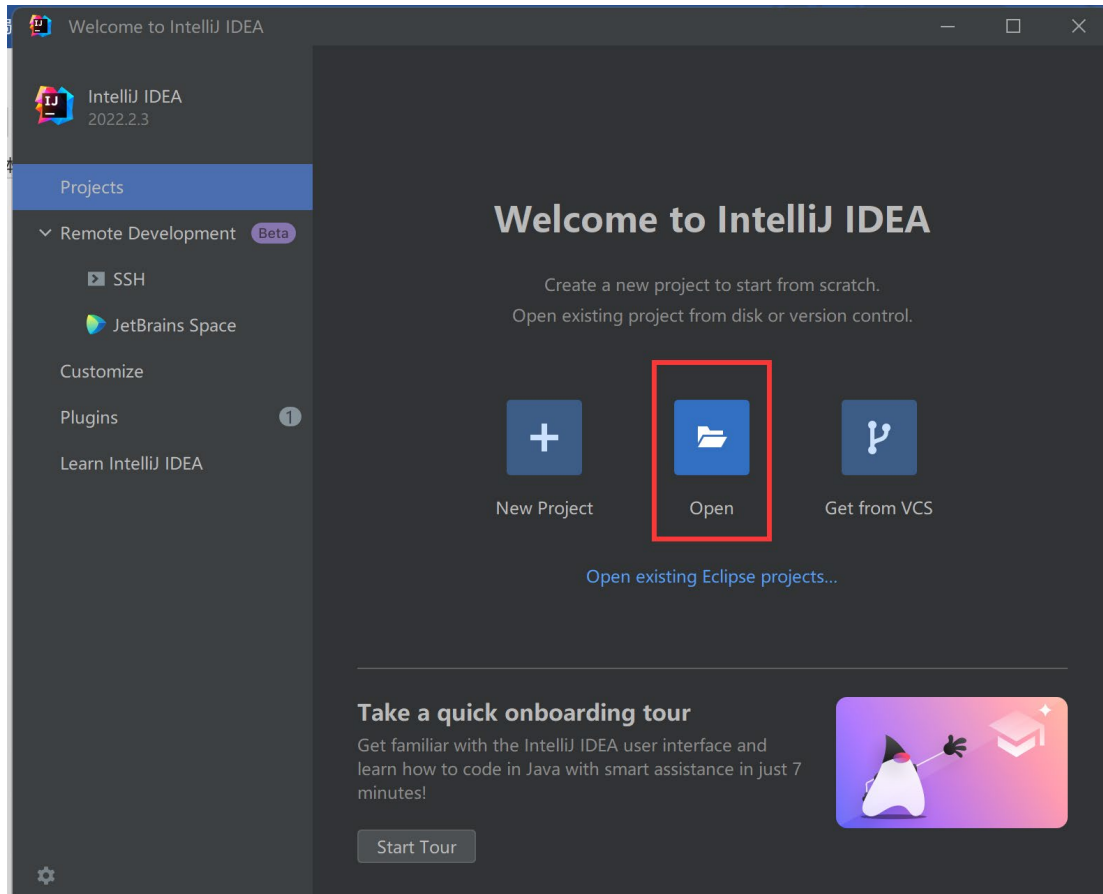 Welcome to IntelliJ IDEA
IntelliJ IDEA
2022.2.3
Projects
Remote Development Beta
SSH
JetBrains Space
Customize
Plugins 1
Learn IntelliJ IDEA
Welcome to IntelliJ IDEA
Create a new project to start from scratch.
Open existing project from disk or version control.
New Project Open Get from VCS
Open existing Eclipse projects...
Take a quick onboarding tour
Get familiar with the IntelliJ IDEA user interface and
learn how to code in Java with smart assistance in just 7
minutes!
Start Tour